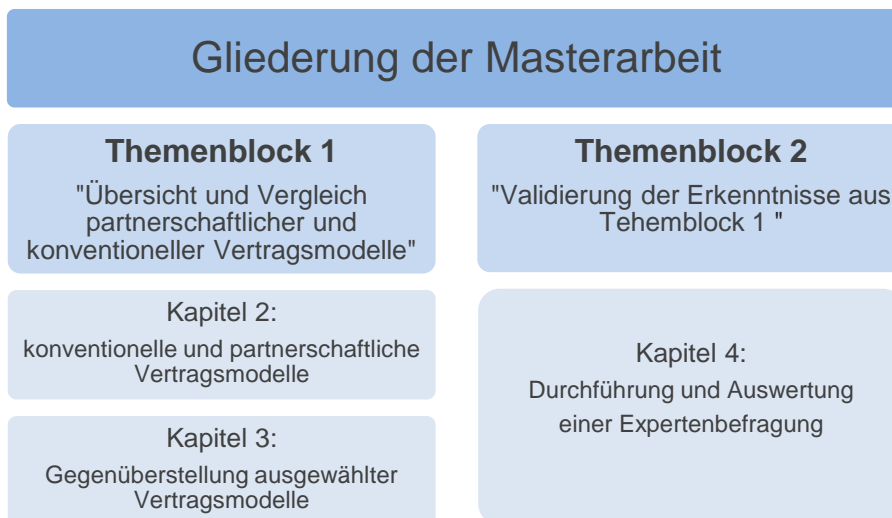 Gliederung der Masterarbeit
Themenblock 1
"Übersicht und Vergleich
partnerschaftlicher und
konventioneller Vertragsmodelle"
Kapitel 2:
konventionelle und partnerschaftliche
Vertragsmodelle
Kapitel 3:
Gegenüberstellung ausgewählter
Vertragsmodelle
Themenblock 2
"Validierung der Erkenntnisse aus
Tehemblock 1 "
Kapitel 4:
Durchführung und Auswertung
einer Expertenbefragung